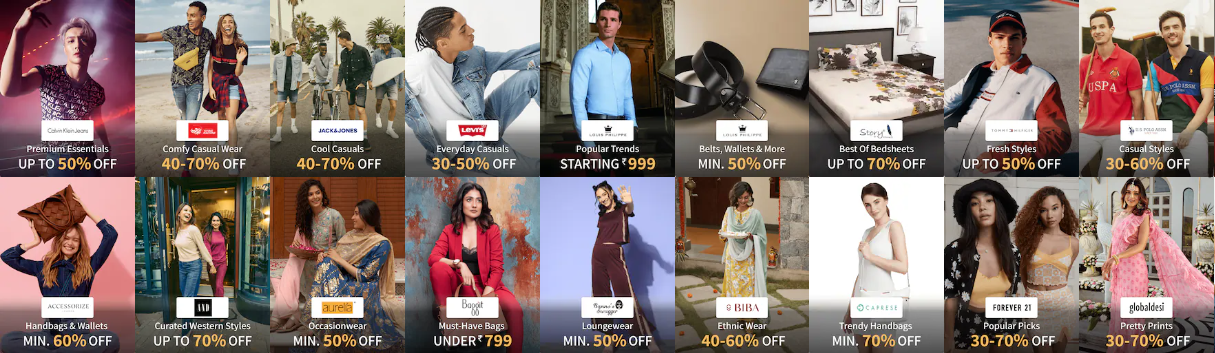 Calvin Klein Jeans
Premium Essentials
UP TO 50% OFF
Comfy Casual Wear
40-70% OFF
JACK&JONES
Cool Casuals
40-70% OFF
Levi's
Everyday Casuals
30-50% OFF
LOUIS PHILIPPE
Popular Trends
STARTING ₹999
LOUIS PHILIPPE
Belts, Wallets & More
MIN. 50% OFF
Story
Best Of Bedsheets
UP TO 70% OFF
TOMMY HILFIGER
Fresh Styles
UP TO 50% OFF
USPA
U.S. POLO ASSN.
Casual Styles
30-60% OFF
ACCESSORIZE
Handbags & Wallets
MIN. 60% OFF
AND
Curated Western Styles
UP TO 70% OFF
aurelia
Occasionwear
MIN. 50% OFF
Baggit
Must-Have Bags
UNDER ₹799
Loungewear
MIN. 50% OFF
BIBA
Ethnic Wear
40-60% OFF
CAPRESE
Trendy Handbags
MIN. 70% OFF
FOREVER 21
Popular Picks
30-70% OFF
globaldesi
Pretty Prints
30-70% OFF